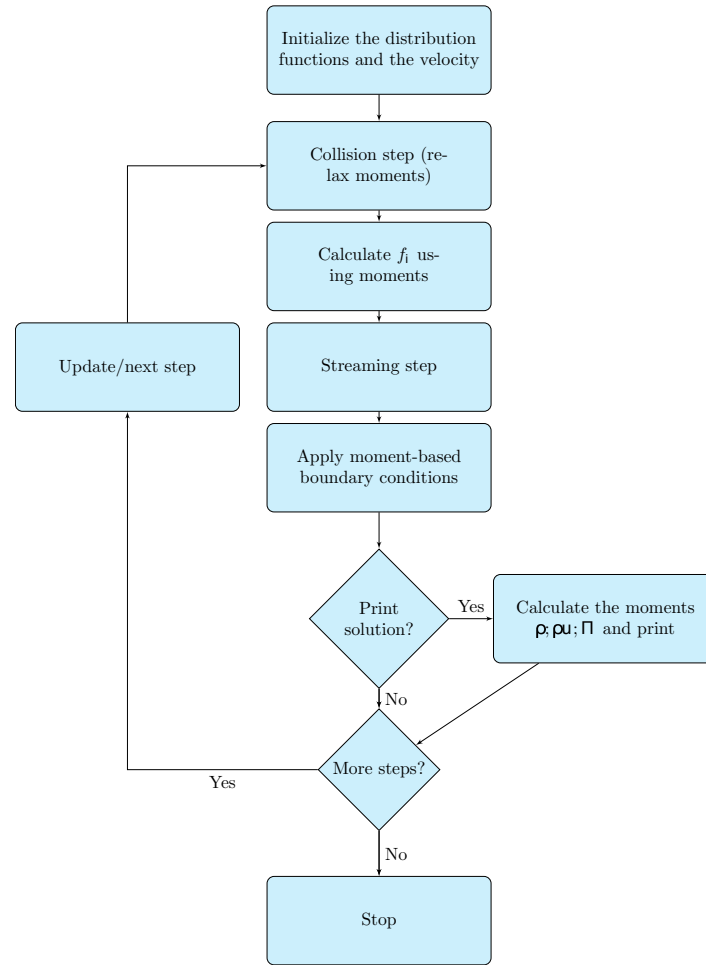 Initialize the distribution
functions and the velocity
Collision step (re-
lax moments)
Calculate fᵢ us-
ing moments
Update/next step
Streaming step
Apply moment-based
boundary conditions
Print
solution?
Yes
Calculate the moments
ρ; ρu; Π and print
No
More steps?
Yes
No
Stop